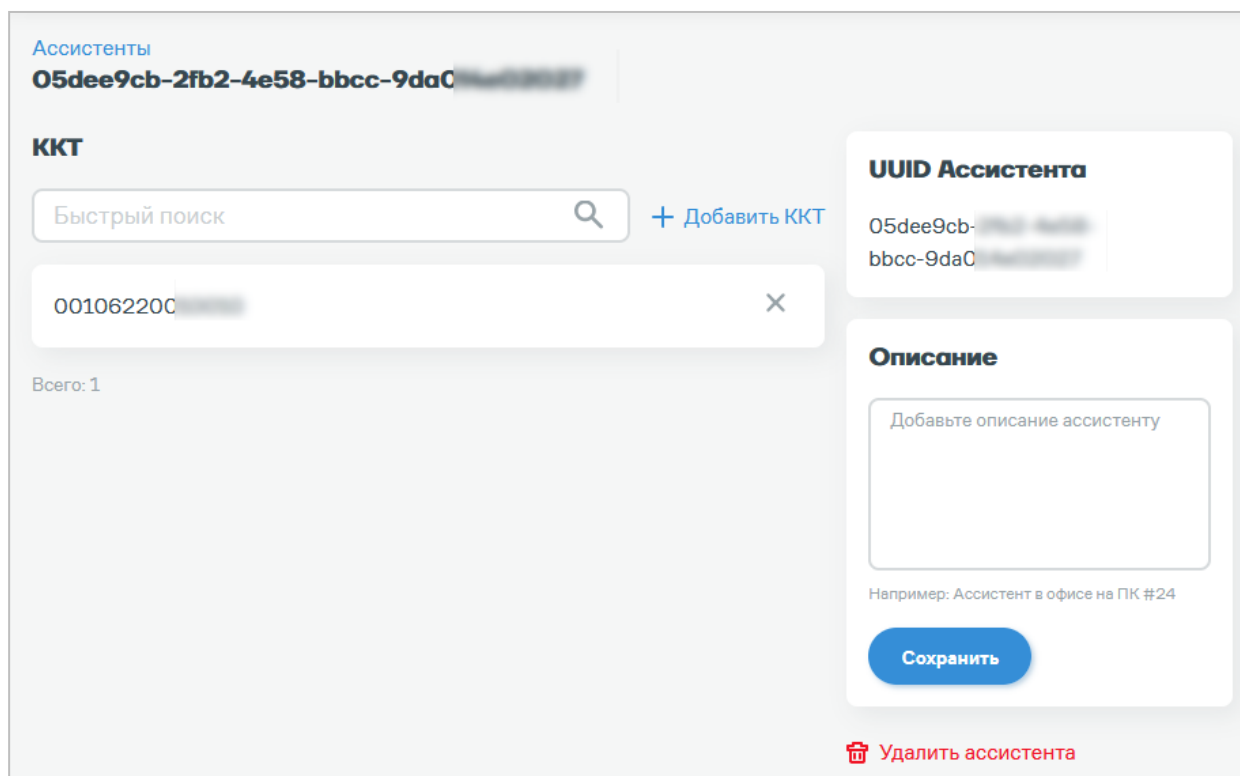 Ассистенты
05dee9cb-2fb2-4e58-bbcc-9da0
ККТ
Быстрый поиск
+ Добавить ККТ
00106220
Всего: 1
UUID Ассистента
05dee9cb-
bbcc-9da0
Описание
Добавьте описание ассистенту
Например: Ассистент в офисе на ПК #24
Сохранить
Удалить ассистента